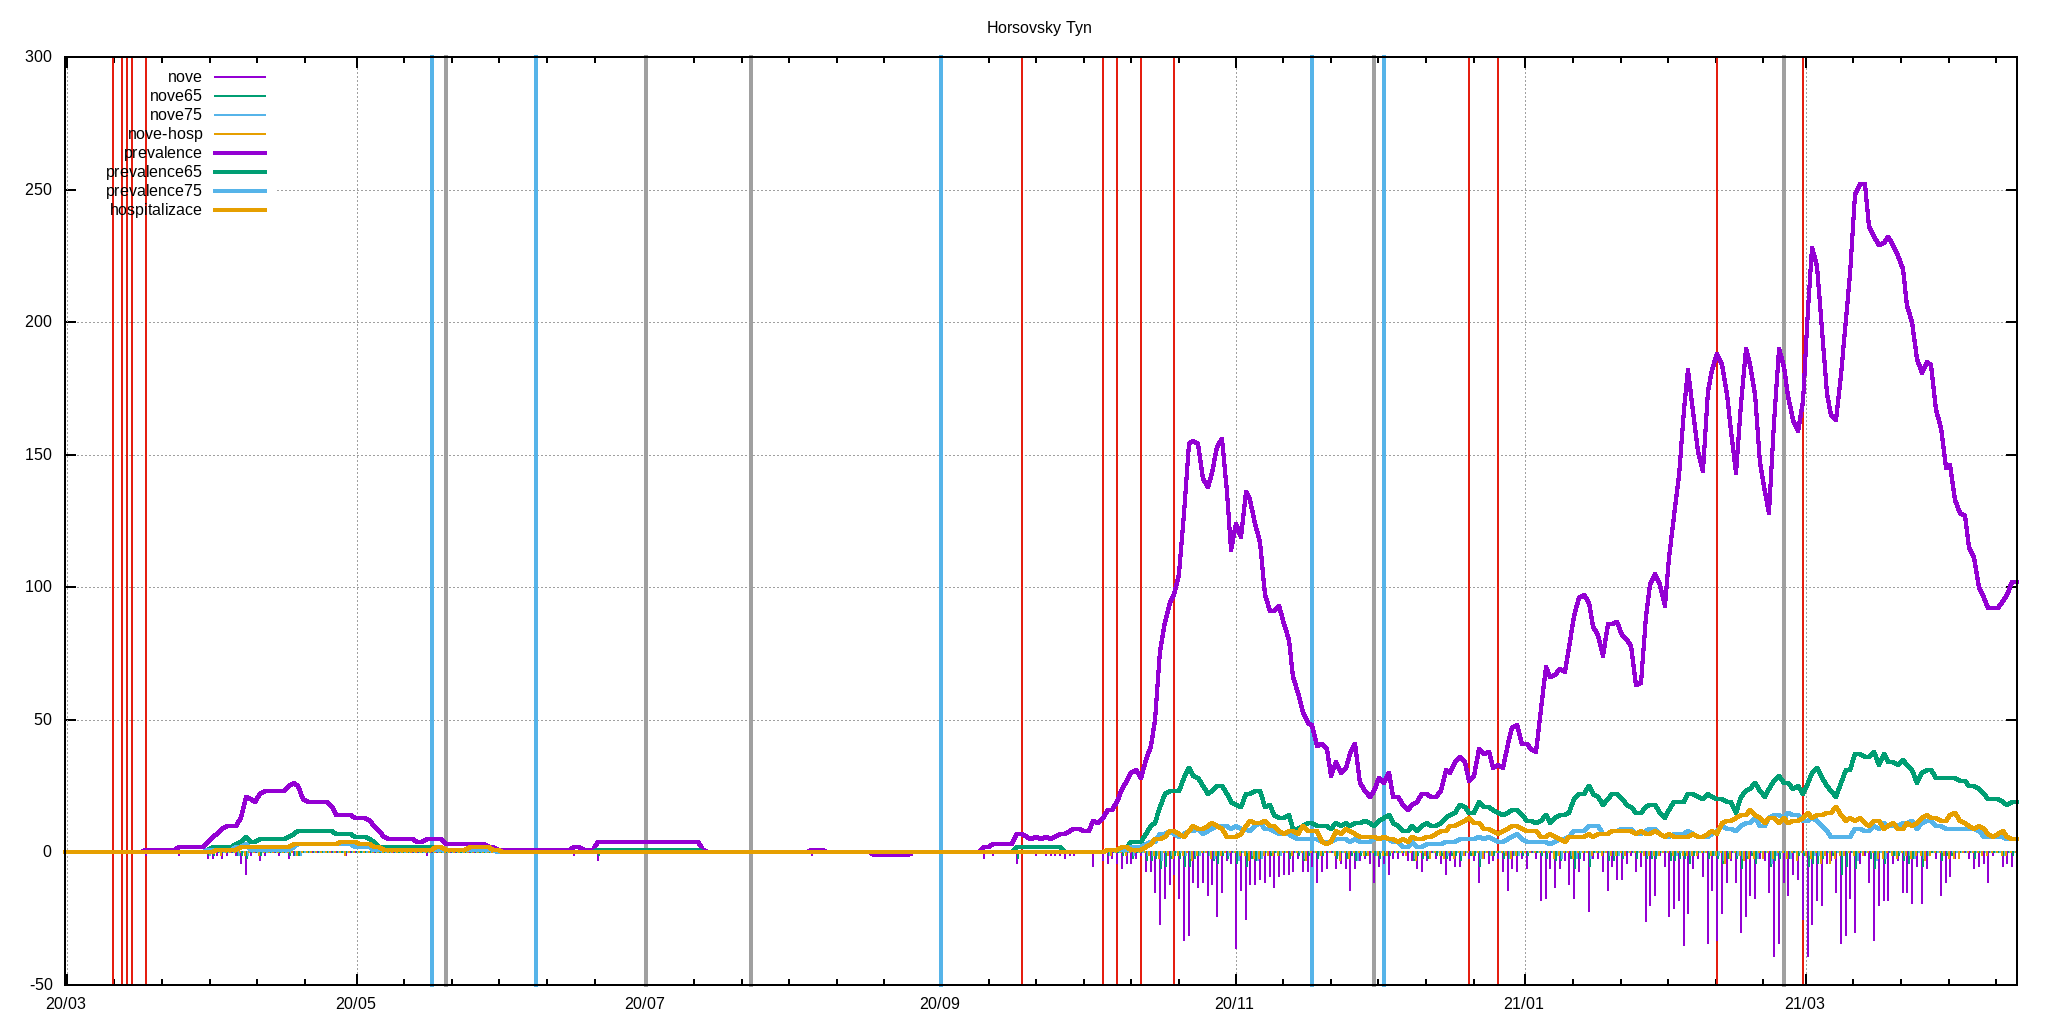 Horsovsky Tyn
300
250
200
150
100
50
0
-50
nove
nove65
nove75
nove-hosp
prevalence
prevalence65
prevalence75
hospitalizace
20/03 20/05 20/07 20/09 20/11 21/01 21/03